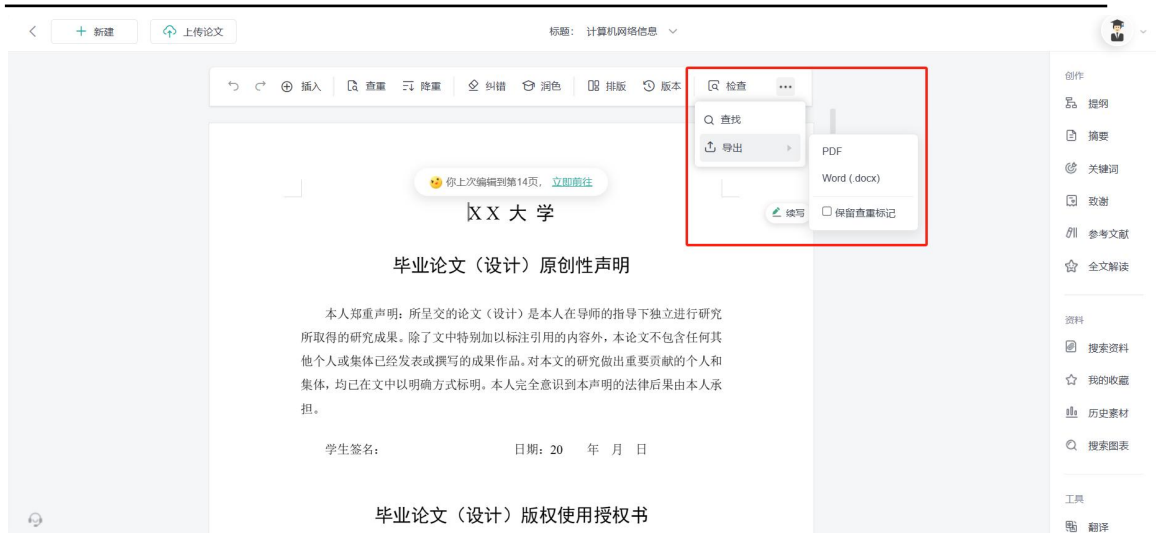 新建 上传论文 标题: 计算机网络信息
插入 查重 降重 纠错 润色 排版 版本 检查 •••
查找
导出
PDF
Word (.docx)
保留查重标记
你上次编辑到第14页, 立即前往
续写
XX大学
毕业论文（设计）原创性声明
本人郑重声明：所呈交的论文（设计）是本人在导师的指导下独立进行研究
所取得的研究成果。除了文中特别加以标注引用的内容外，本论文不包含任何其
他个人或集体已经发表或撰写的成果作品。对本文的研究做出重要贡献的个人和
集体，均已在文中以明确方式标明。本人完全意识到本声明的法律后果由本人承
担。
学生签名： 日期：20 年 月 日
毕业论文（设计）版权使用授权书
创作
提纲
摘要
关键词
致谢
参考文献
全文解读
资料
搜索资料
我的收藏
历史素材
搜索图表
工具
翻译